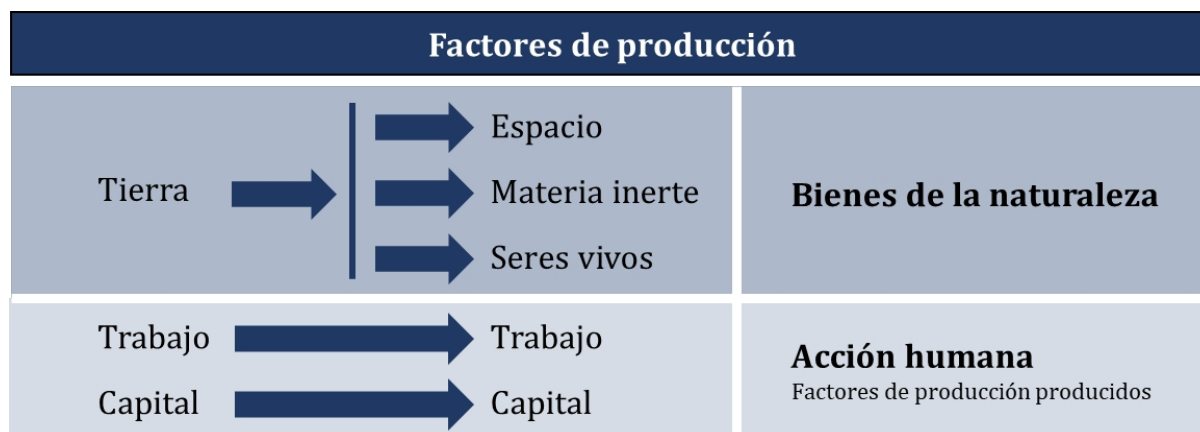 Factores de producción
Tierra
Espacio
Materia inerte
Seres vivos
Bienes de la naturaleza
Trabajo Trabajo
Capital Capital
Acción humana
Factores de producción producidos